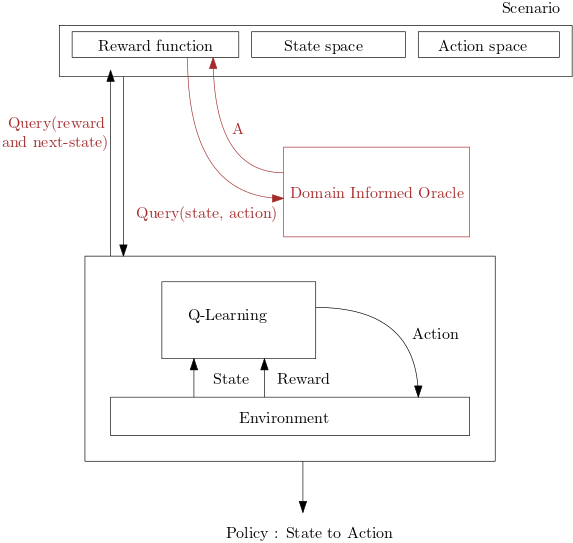 Scenario
Reward function
State space
Action space
Query(reward
and next-state)
A
Domain Informed Oracle
Query(state, action)
Q-Learning
Action
State
Reward
Environment
Policy : State to Action